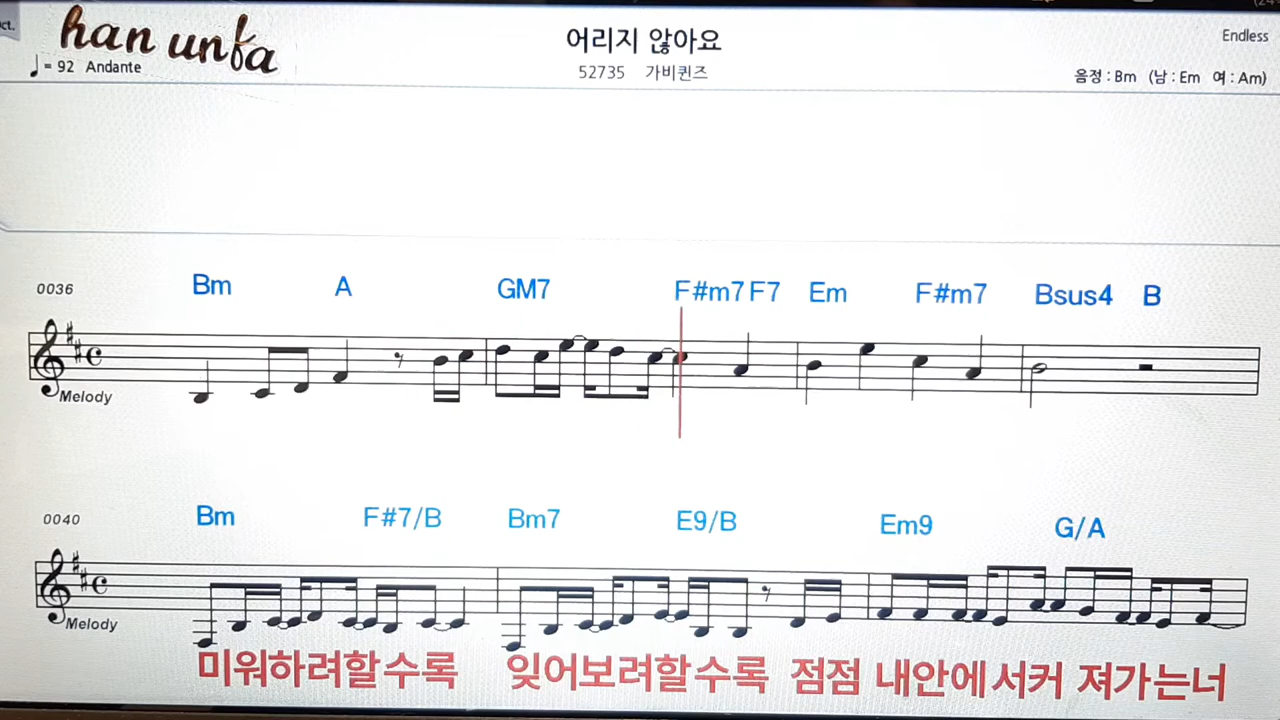 ct.
han unfa
어리지 않아요
Endless
♩= 92 Andante
52735 가비퀸즈
음정 : Bm (남 : Em 여 : Am)
0036
Bm A GM7 F#m7 F7 Em F#m7 Bsus4 B
Melody
0040
Bm F#7/B Bm7 E9/B Em9 G/A
Melody
미워하려할수록 잊어보려할수록 점점 내안에서커 져가는너